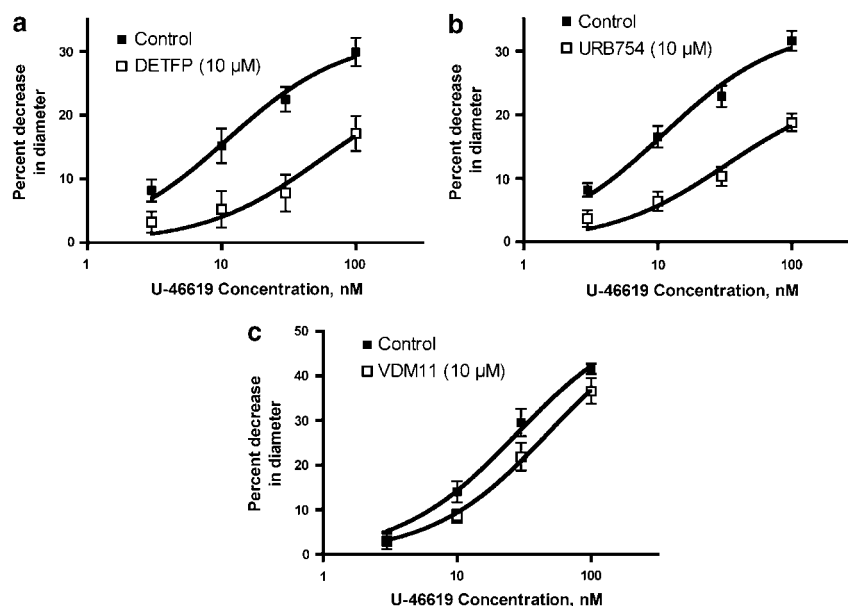 a
Control
DETFP (10 µM)
Percent decrease
in diameter
30
20
10
0
1
10
100
U-46619 Concentration, nM
b
Control
URB754 (10 µM)
Percent decrease
in diameter
30
20
10
0
1
10
100
U-46619 Concentration, nM
c
Control
VDM11 (10 µM)
Percent decrease
in diameter
50
40
30
20
10
0
1
10
100
U-46619 Concentration, nM